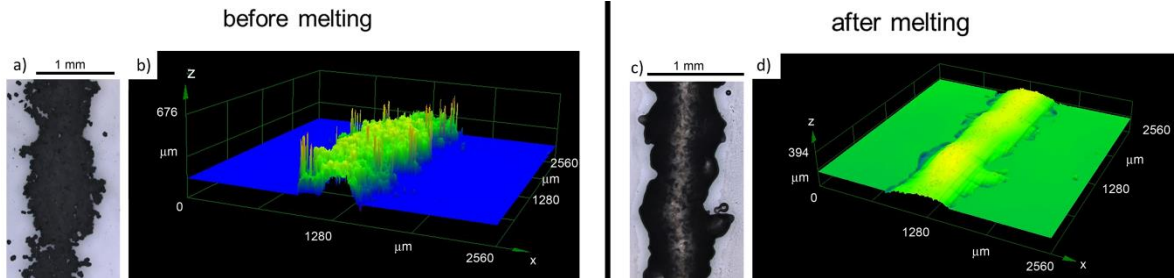 before melting
after melting
a)
1 mm
b)
z
676
μm
0
1280
μm
2560
x
1280
μm
2560
c)
1 mm
d)
z
394
μm
0
1280
μm
2560
x
1280
μm
2560